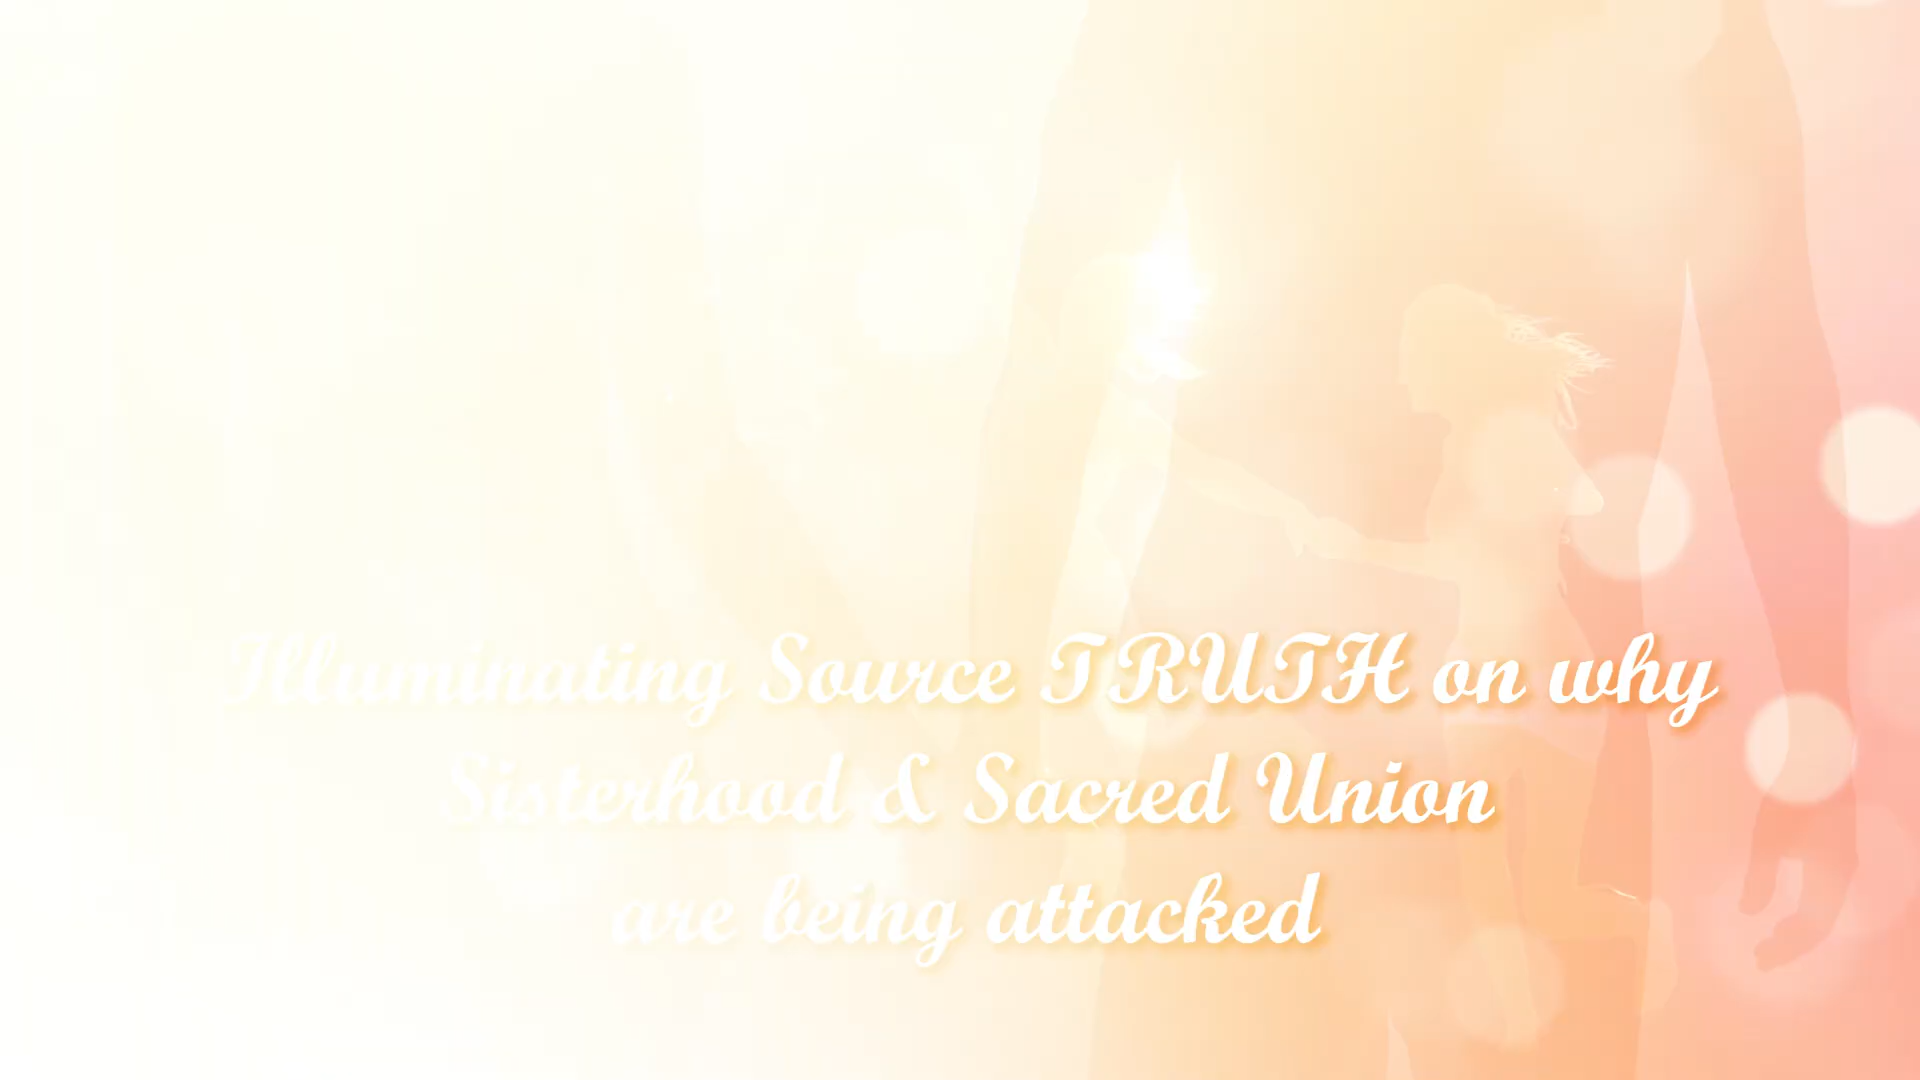 Illuminating Source TRUTH on why
Sisterhood & Sacred Union
are being attacked